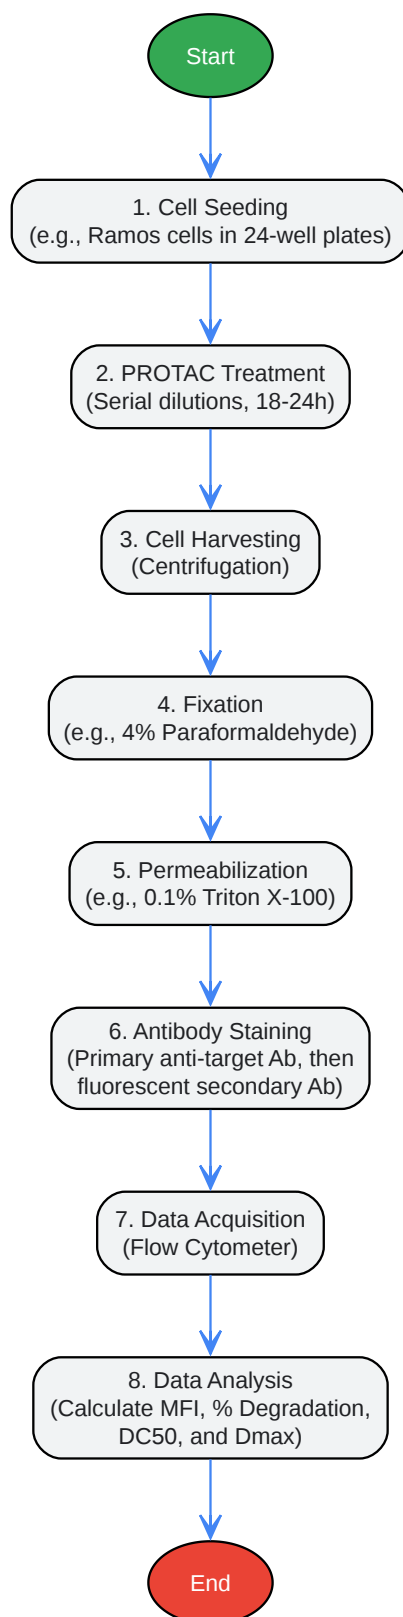 Start
1. Cell Seeding
(e.g., Ramos cells in 24-well plates)
2. PROTAC Treatment
(Serial dilutions, 18-24h)
3. Cell Harvesting
(Centrifugation)
4. Fixation
(e.g., 4% Paraformaldehyde)
5. Permeabilization
(e.g., 0.1% Triton X-100)
6. Antibody Staining
(Primary anti-target Ab, then
fluorescent secondary Ab)
7. Data Acquisition
(Flow Cytometer)
8. Data Analysis
(Calculate MFI, % Degradation,
DC50, and Dmax)
End